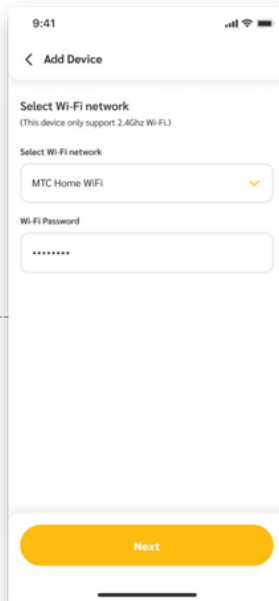 9:41
Add Device
Select Wi-Fi network
(This device only support 2.4Ghz Wi-Fi.)
Select Wi-Fi network
MTC Home WiFi
Wi-Fi Password
••••••••
Next